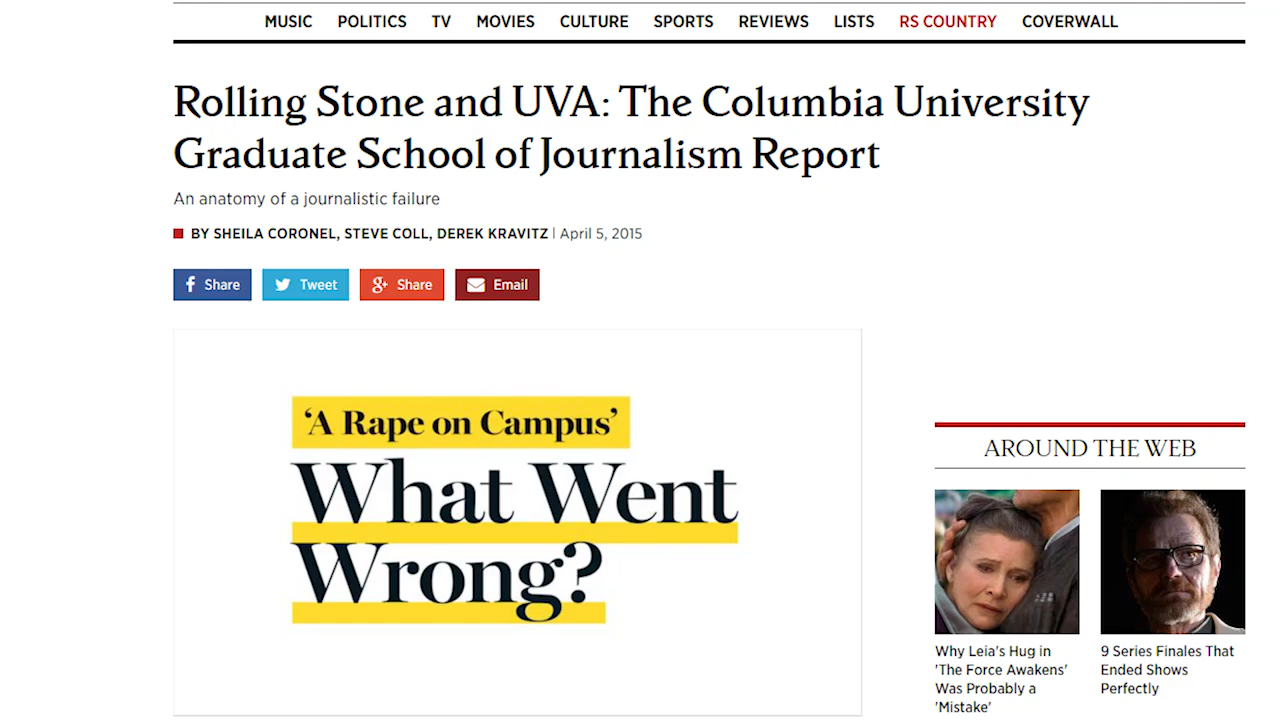 MUSIC POLITICS TV MOVIES CULTURE SPORTS REVIEWS LISTS RS COUNTRY COVERWALL
Rolling Stone and UVA: The Columbia University
Graduate School of Journalism Report
An anatomy of a journalistic failure
BY SHEILA CORONEL, STEVE COLL, DEREK KRAVITZ | April 5, 2015
f Share Tweet g+ Share Email
‘A Rape on Campus’
What Went
Wrong?
AROUND THE WEB
Why Leia's Hug in
'The Force Awakens'
Was Probably a
'Mistake'
9 Series Finales That
Ended Shows
Perfectly